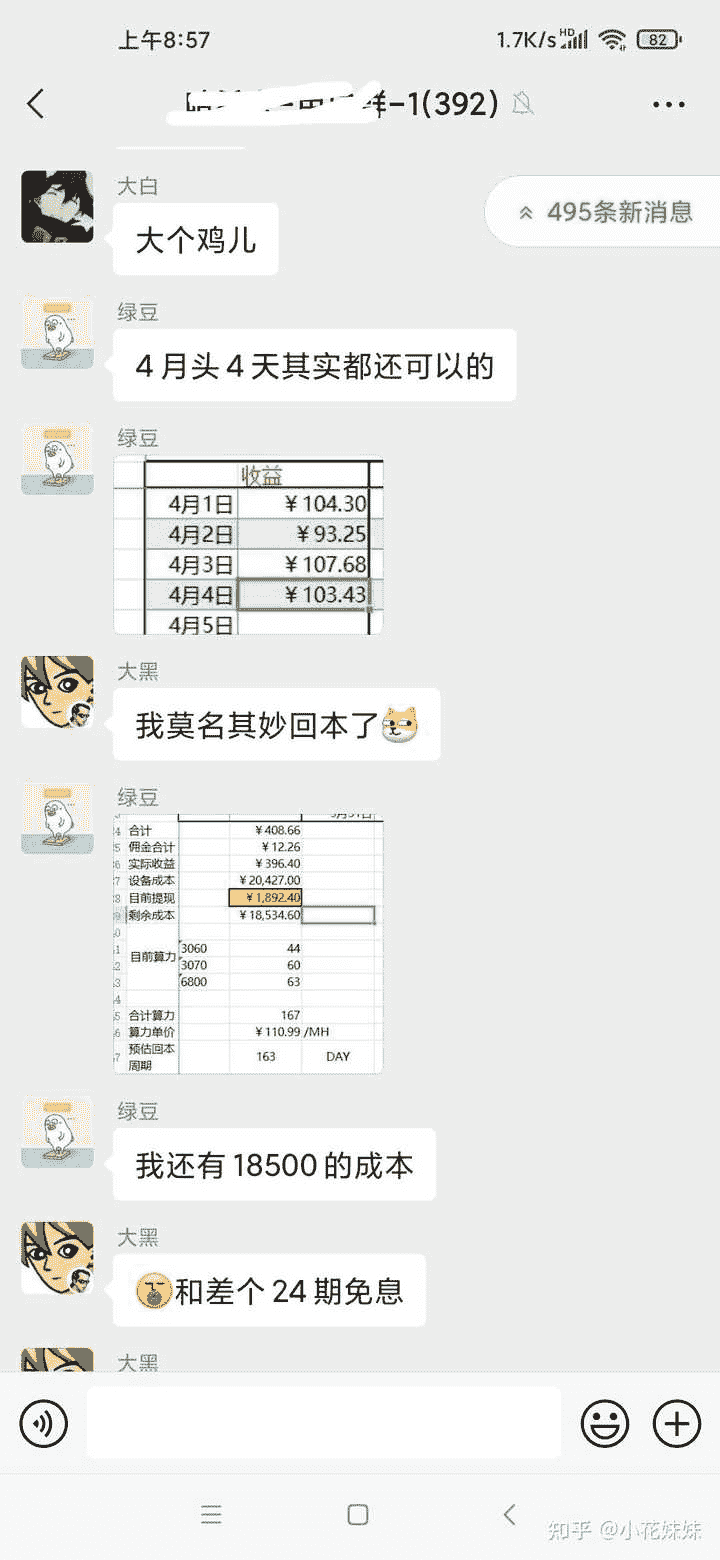 上午8:57
1.7K/s HD 82
-1(392)
495条新消息
大白
大个鸡儿
绿豆
4月头4天其实都还可以的
绿豆
收益
4月1日 ￥104.30
4月2日 ￥93.25
4月3日 ￥107.68
4月4日 ￥103.43
4月5日
大黑
我莫名其妙回本了
绿豆
合计 ￥408.66
佣金合计 ￥12.26
实际收益 ￥396.40
设备成本 ￥20,427.00
目前提现 ￥1,892.40
剩余成本 ￥18,534.60
目前算力 3060 44
3070 60
6800 63
合计算力 167
算力单价 ￥110.99 /MH
预估回本
周期 163 DAY
绿豆
我还有18500的成本
大黑
和差个24期免息
大黑
知乎 @小花妹妹